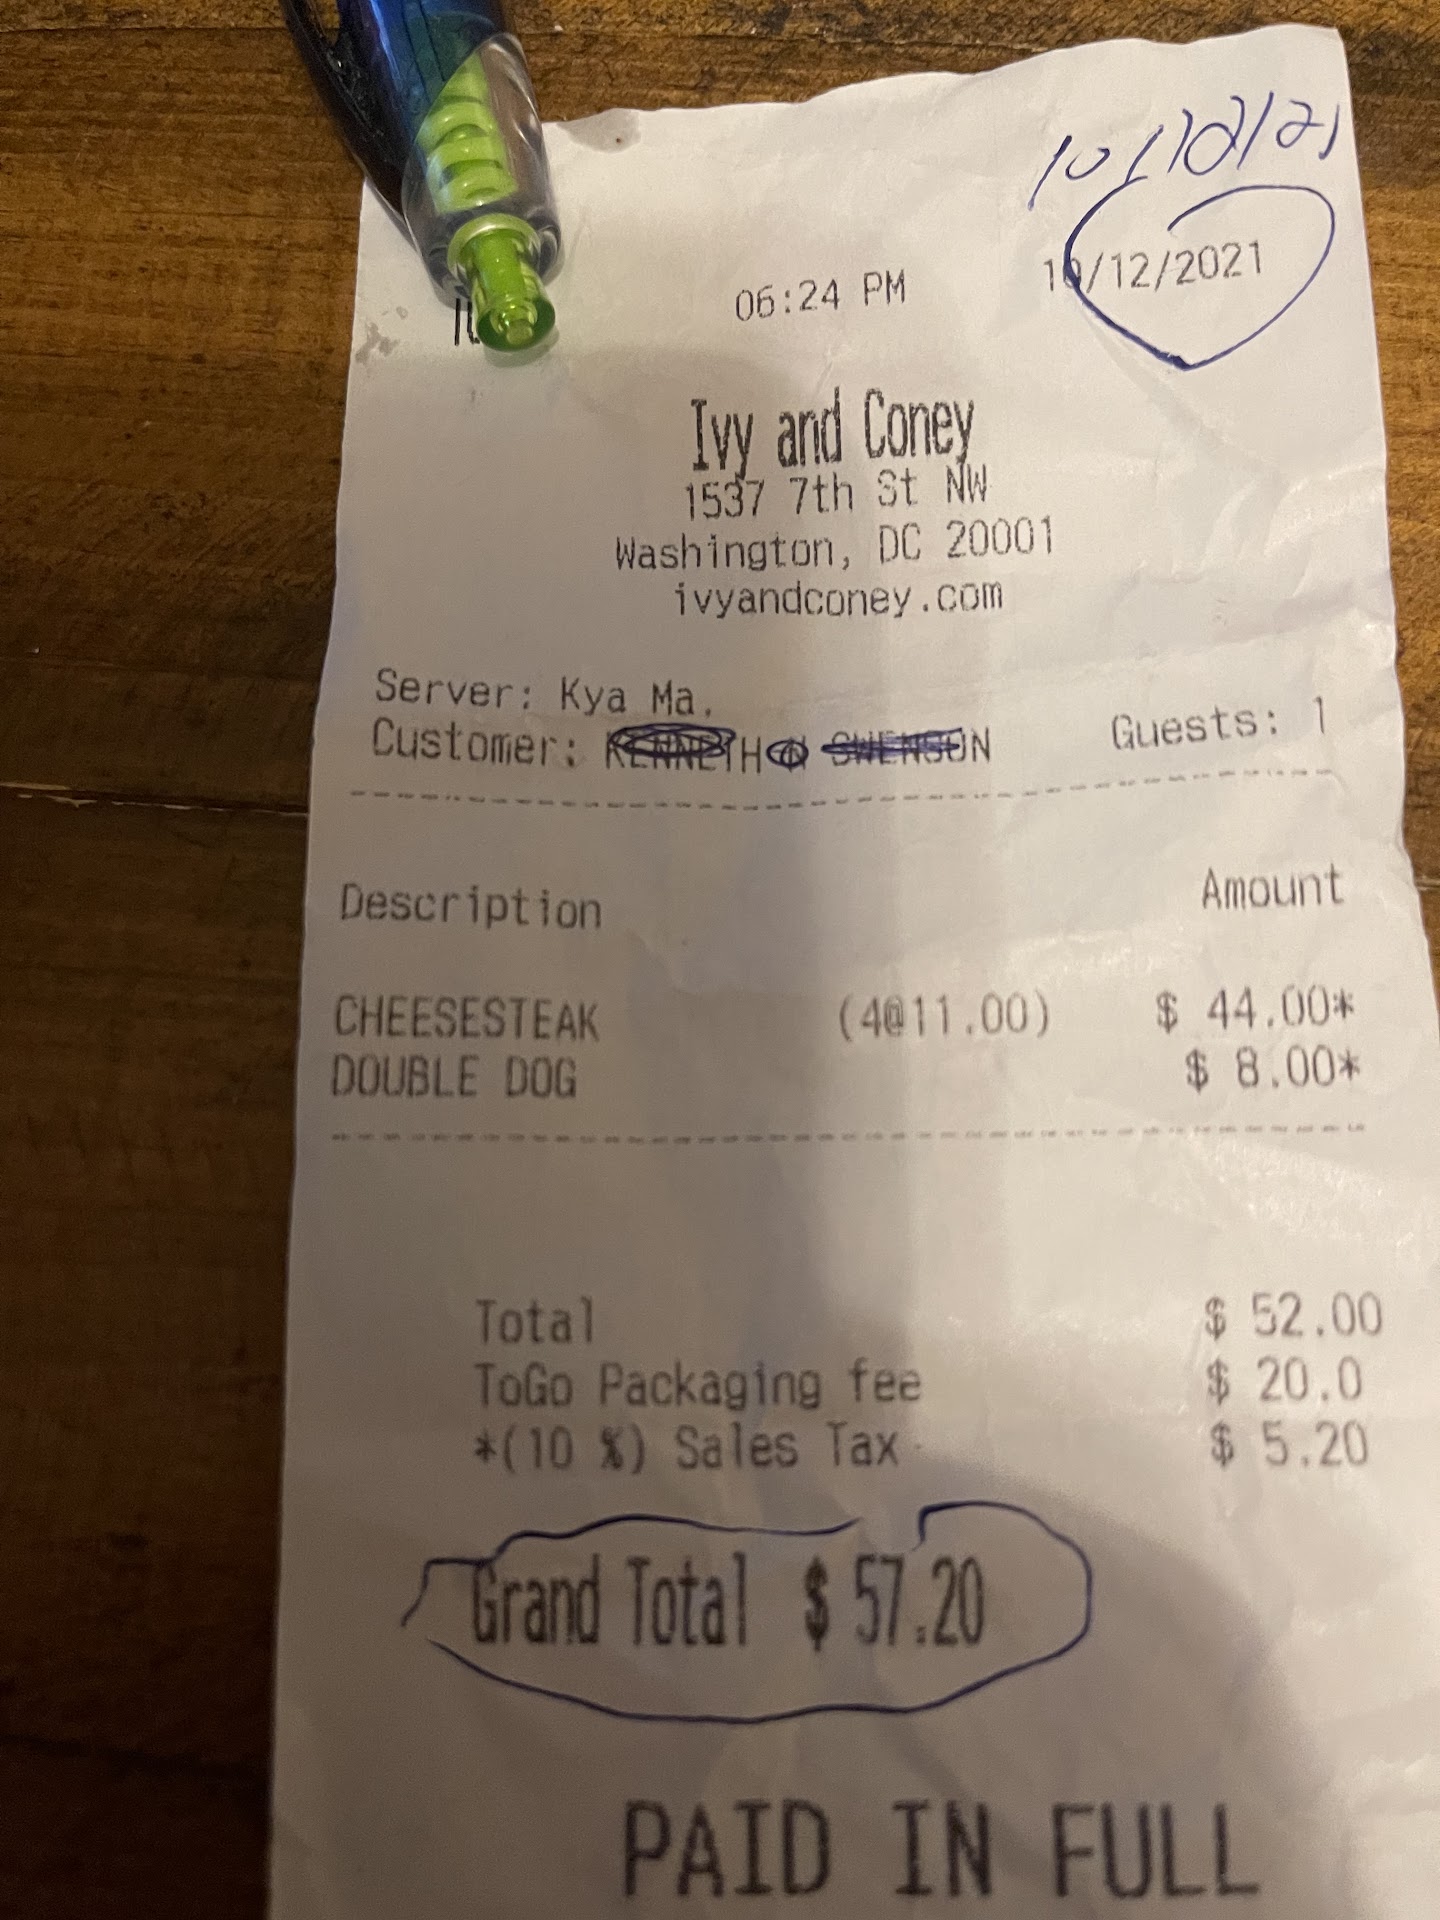 10/12/21
06:24 PM 10/12/2021
Ivy and Coney
1537 7th St NW
Washington, DC 20001
ivyandconey.com
Server: Kya Ma.
Customer: Guests: 1
Description Amount
CHEESESTEAK (4@11.00) $ 44.00*
DOUBLE DOG $ 8.00*
Total $ 52.00
ToGo Packaging fee $ 20.0
*(10 %) Sales Tax $ 5.20
Grand Total $ 57.20
PAID IN FULL